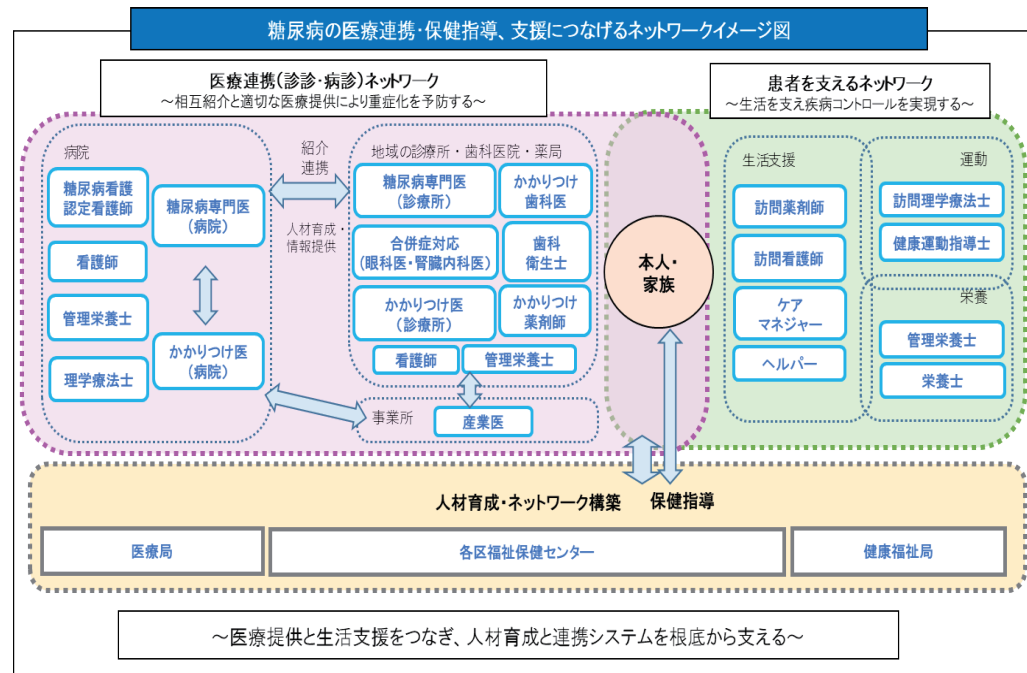 糖尿病の医療連携・保健指導、支援につなげるネットワークイメージ図
医療連携(診診・病診)ネットワーク
～相互紹介と適切な医療提供により重症化を予防する～
患者を支えるネットワーク
～生活を支え疾病コントロールを実現する～
病院
糖尿病看護
認定看護師
看護師
管理栄養士
理学療法士
糖尿病専門医
(病院)
かかりつけ医
(病院)
紹介
連携
人材育成・
情報提供
地域の診療所・歯科医院・薬局
糖尿病専門医
(診療所)
かかりつけ
歯科医
合併症対応
(眼科医・腎臓内科医)
歯科
衛生士
かかりつけ医
(診療所)
かかりつけ
薬剤師
看護師
管理栄養士
事業所
産業医
本人・
家族
生活支援
訪問薬剤師
訪問看護師
ケア
マネジャー
ヘルパー
運動
訪問理学療法士
健康運動指導士
栄養
管理栄養士
栄養士
人材育成・ネットワーク構築
保健指導
医療局
各区福祉保健センター
健康福祉局
～医療提供と生活支援をつなぎ、人材育成と連携システムを根底から支える～